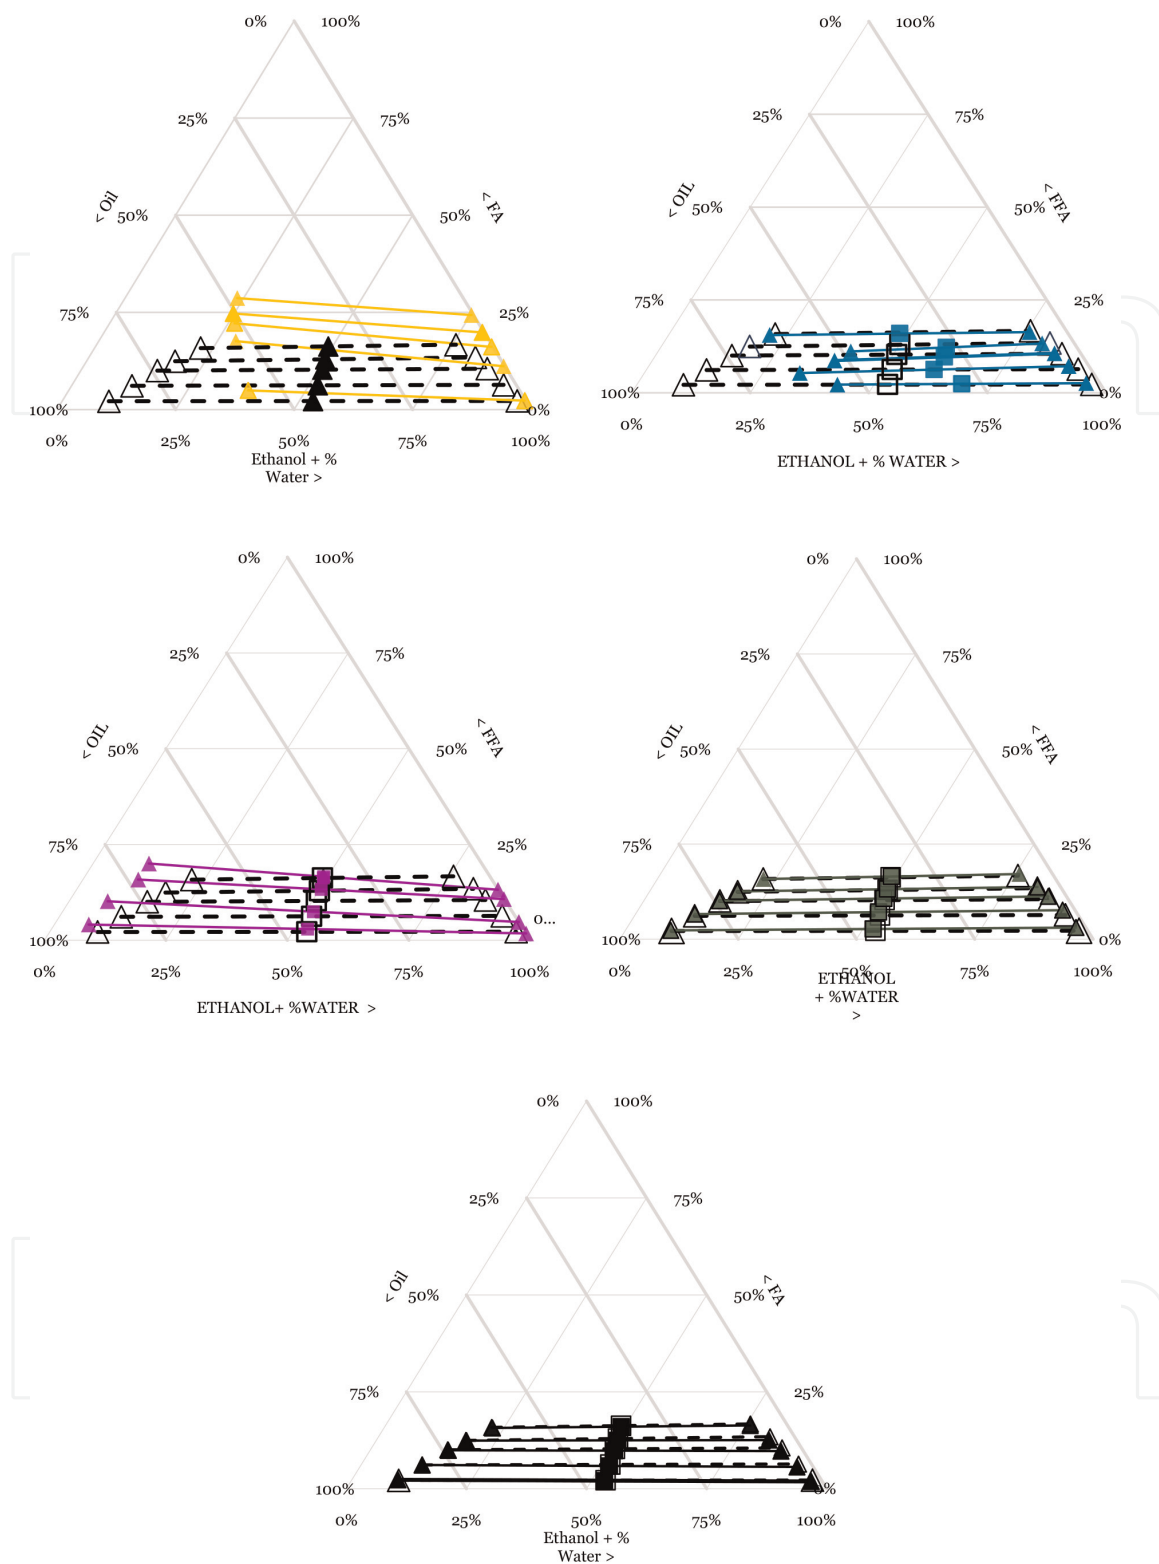 0% 100%
25% 75%
< Oil 50% 50% < FA
75% 25%
100% 0%
0% 25% 50% 75% 100%
Ethanol + %
Water >
0% 100%
25% 75%
< OIL 50% 50% < FFA
75% 25%
100% 0%
0% 25% 50% 75% 100%
ETHANOL + % WATER >
0% 100%
25% 75%
< OIL 50% 50% < FFA
75% 25%
0...
100%
0% 25% 50% 75% 100%
ETHANOL+ %WATER >
0% 100%
25% 75%
< OIL 50% 50% < FFA
75% 25%
100% 0%
0% 25% 50% 75% 100%
ETHANOL
+ %WATER
>
0% 100%
25% 75%
< Oil 50% 50% < FA
75% 25%
100% 0%
0% 25% 50% 75% 100%
Ethanol + %
Water >